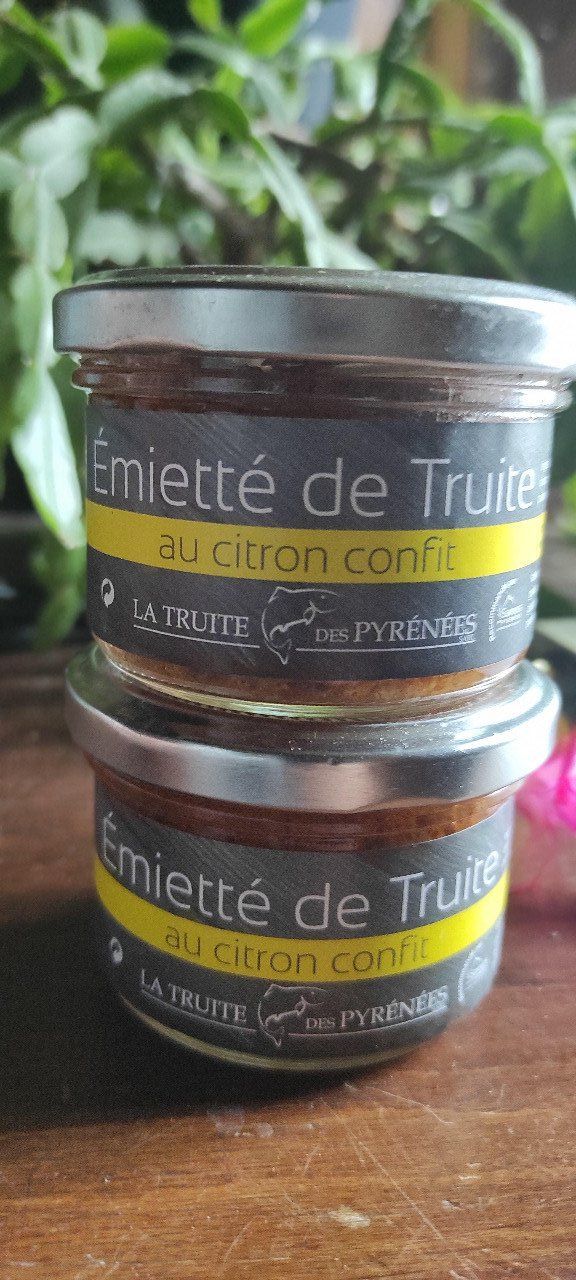 Émietté de Truite
au citron confit
LA TRUITE DES PYRÉNÉES
Émietté de Truite
au citron confit
LA TRUITE DES PYRÉNÉES